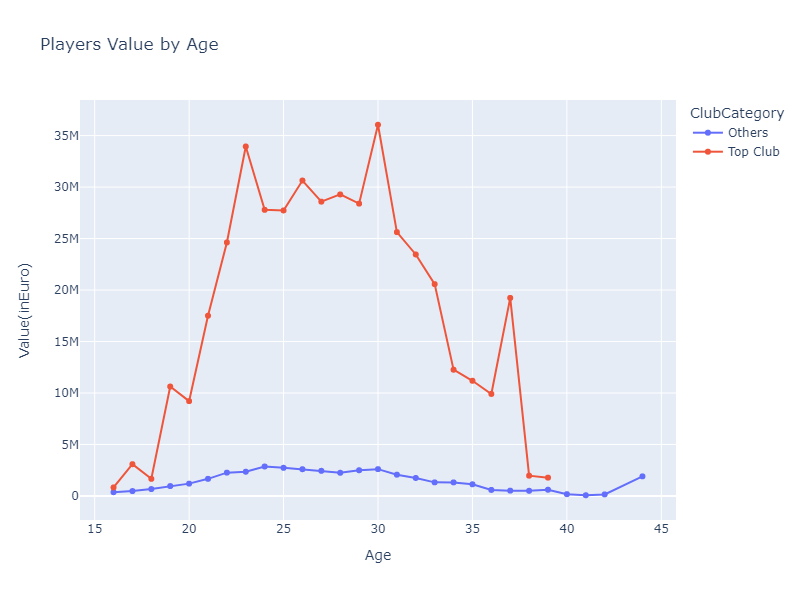 Players Value by Age
ClubCategory
Others
Top Club
Value(inEuro)
35M
30M
25M
20M
15M
10M
5M
0
15
20
25
30
35
40
45
Age